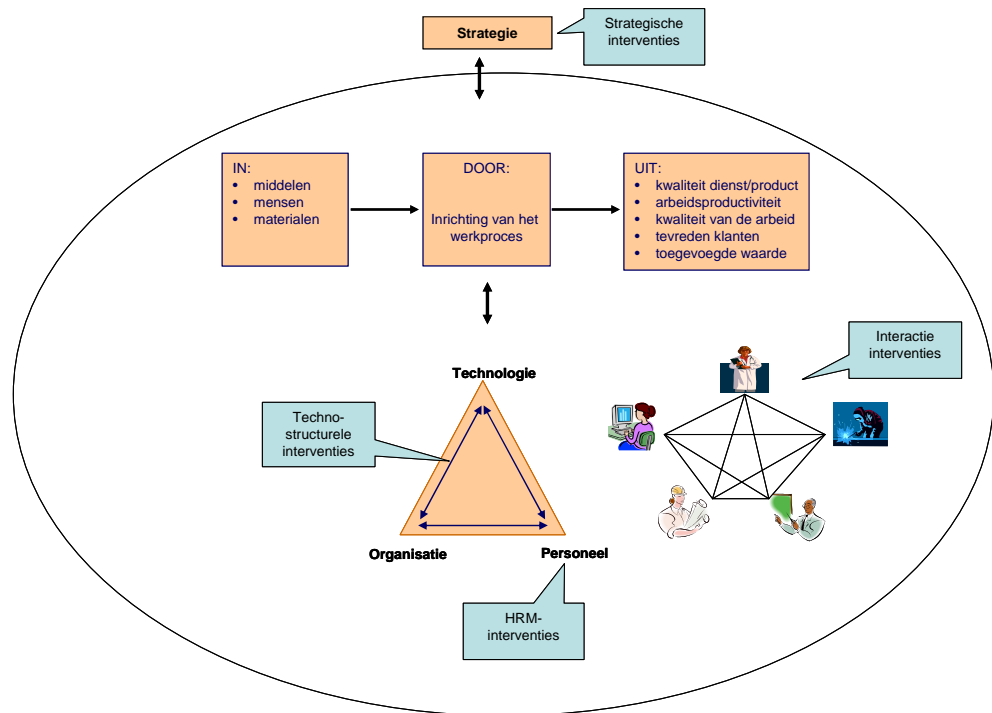 Strategie
Strategische
interventies
IN:
• middelen
• mensen
• materialen
DOOR:
Inrichting van het
werkproces
UIT:
• kwaliteit dienst/product
• arbeidsproductiviteit
• kwaliteit van de arbeid
• tevreden klanten
• toegevoegde waarde
Interactie
interventies
Technologie
Techno-
structurele
interventies
Organisatie
Personeel
HRM-
interventies